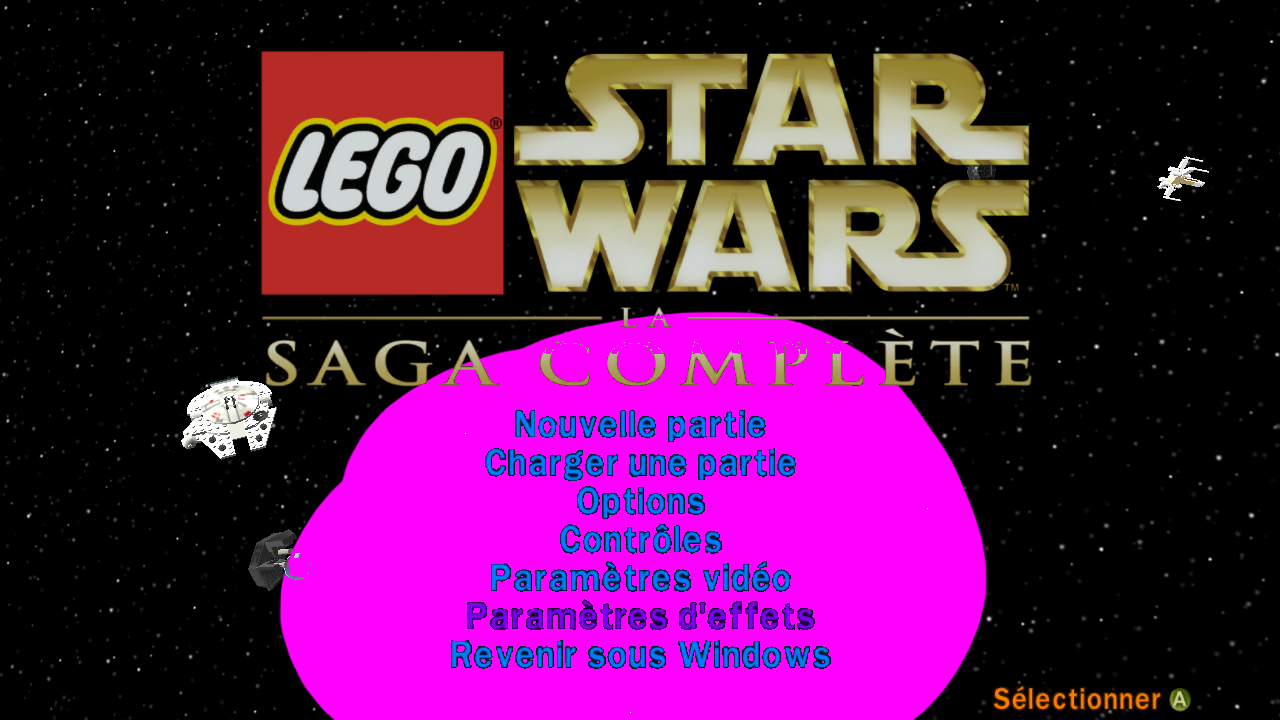 LEGO®
STAR
WARS™
LA
SAGA COMPLÈTE
Nouvelle partie
Charger une partie
Options
Contrôles
Paramètres vidéo
Paramètres d'effets
Revenir sous Windows
Sélectionner A